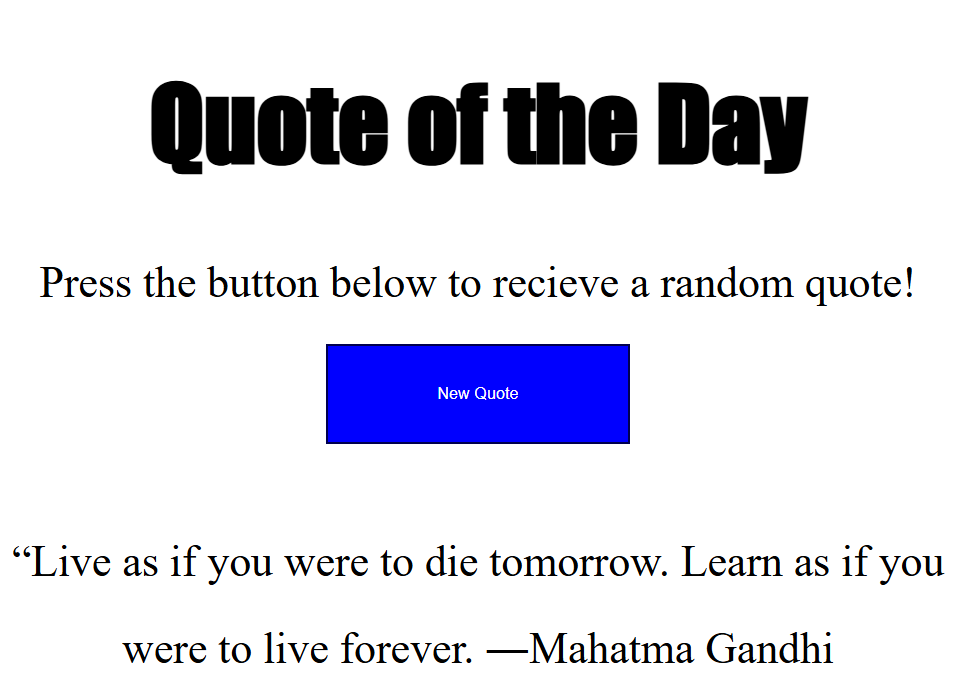 Quote of the Day
Press the button below to recieve a random quote!
New Quote
“Live as if you were to die tomorrow. Learn as if you
were to live forever. ―Mahatma Gandhi